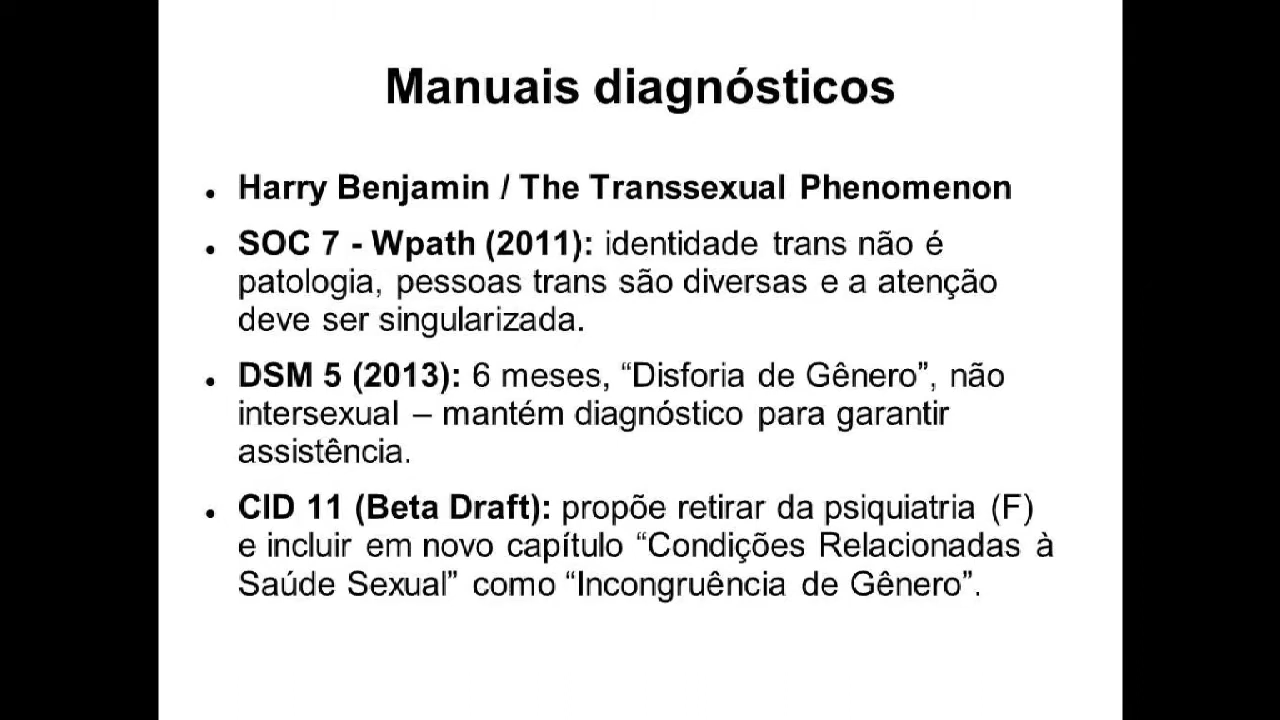 Manuais diagnósticos
● Harry Benjamin / The Transsexual Phenomenon
● SOC 7 - Wpath (2011): identidade trans não é
patologia, pessoas trans são diversas e a atenção
deve ser singularizada.
● DSM 5 (2013): 6 meses, “Disforia de Gênero”, não
intersexual – mantém diagnóstico para garantir
assistência.
● CID 11 (Beta Draft): propõe retirar da psiquiatria (F)
e incluir em novo capítulo “Condições Relacionadas à
Saúde Sexual” como “Incongruência de Gênero”.